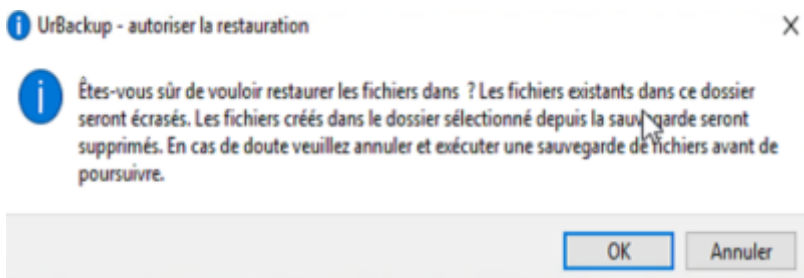 UrBackup - autoriser la restauration
Êtes-vous sûr de vouloir restaurer les fichiers dans ? Les fichiers existants dans ce dossier
seront écrasés. Les fichiers créés dans le dossier sélectionné depuis la sauvegarde seront
supprimés. En cas de doute veuillez annuler et exécuter une sauvegarde de fichiers avant de
poursuivre.
OK Annuler